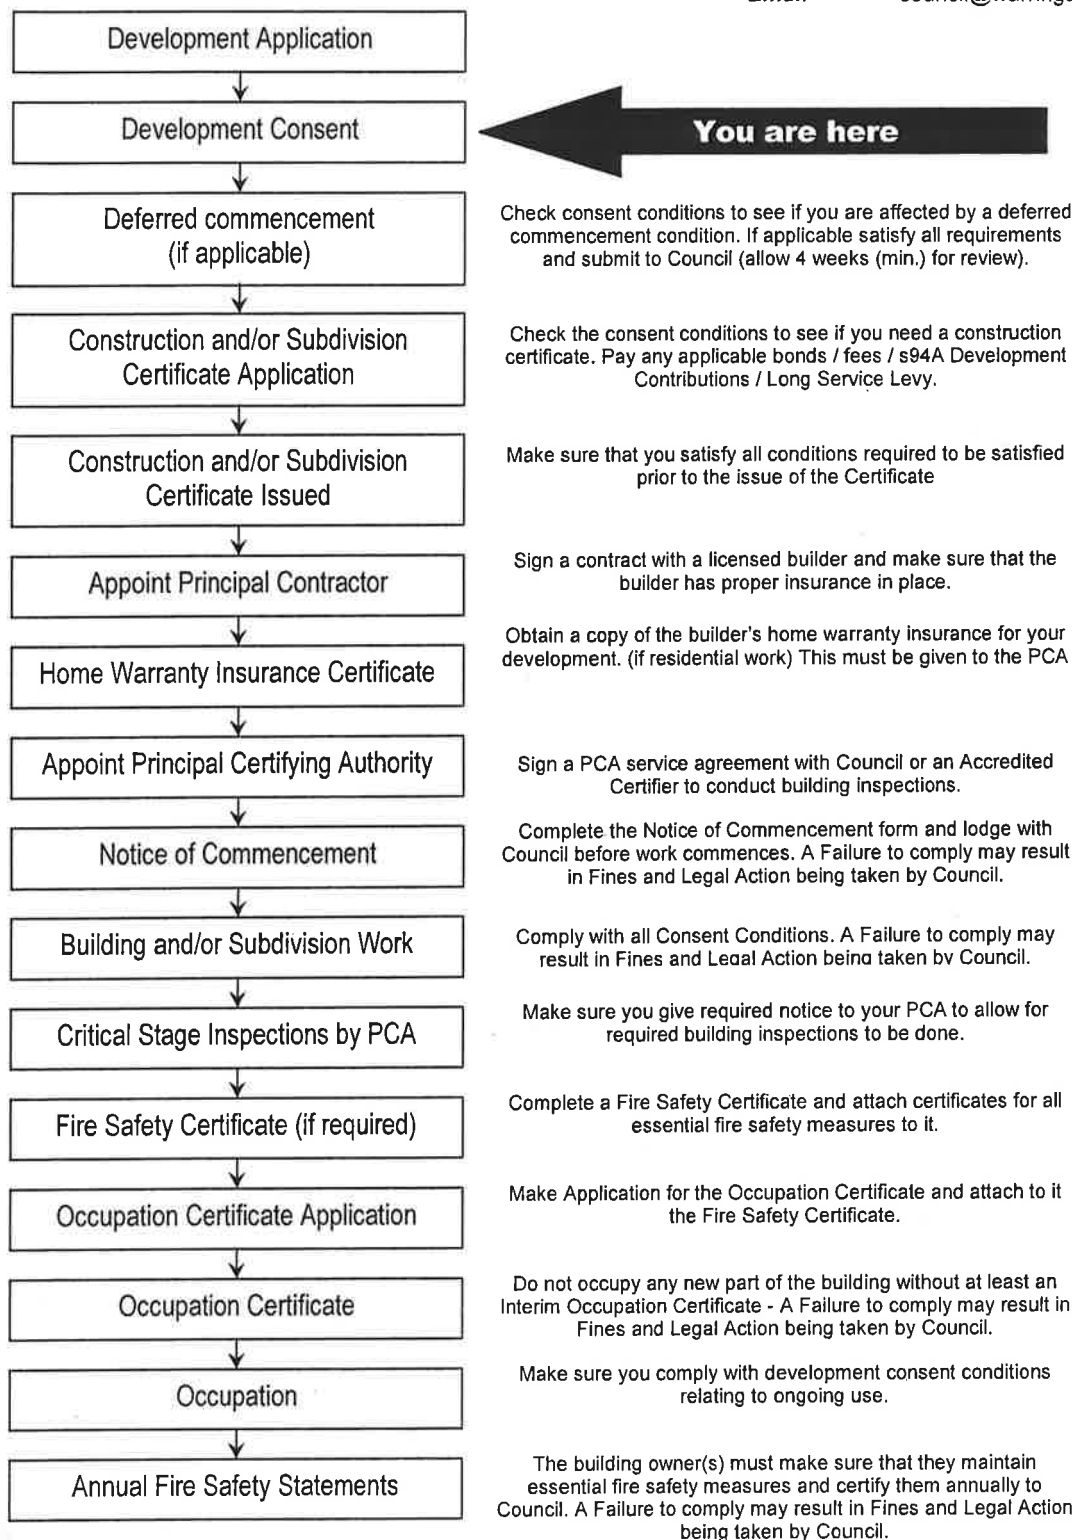 Development Application
Development Consent
You are here
Deferred commencement
(if applicable)
Check consent conditions to see if you are affected by a deferred
commencement condition. If applicable satisfy all requirements
and submit to Council (allow 4 weeks (min.) for review).
Construction and/or Subdivision
Certificate Application
Check the consent conditions to see if you need a construction
certificate. Pay any applicable bonds / fees / s94A Development
Contributions / Long Service Levy.
Construction and/or Subdivision
Certificate Issued
Make sure that you satisfy all conditions required to be satisfied
prior to the issue of the Certificate
Appoint Principal Contractor
Sign a contract with a licensed builder and make sure that the
builder has proper insurance in place.
Home Warranty Insurance Certificate
Obtain a copy of the builder's home warranty insurance for your
development. (if residential work) This must be given to the PCA
Appoint Principal Certifying Authority
Sign a PCA service agreement with Council or an Accredited
Certifier to conduct building inspections.
Notice of Commencement
Complete the Notice of Commencement form and lodge with
Council before work commences. A Failure to comply may result
in Fines and Legal Action being taken by Council.
Building and/or Subdivision Work
Comply with all Consent Conditions. A Failure to comply may
result in Fines and Legal Action being taken by Council.
Critical Stage Inspections by PCA
Make sure you give required notice to your PCA to allow for
required building inspections to be done.
Fire Safety Certificate (if required)
Complete a Fire Safety Certificate and attach certificates for all
essential fire safety measures to it.
Occupation Certificate Application
Make Application for the Occupation Certificate and attach to it
the Fire Safety Certificate.
Occupation Certificate
Do not occupy any new part of the building without at least an
Interim Occupation Certificate - A Failure to comply may result in
Fines and Legal Action being taken by Council.
Occupation
Make sure you comply with development consent conditions
relating to ongoing use.
Annual Fire Safety Statements
The building owner(s) must make sure that they maintain
essential fire safety measures and certify them annually to
Council. A Failure to comply may result in Fines and Legal Action
being taken by Council.